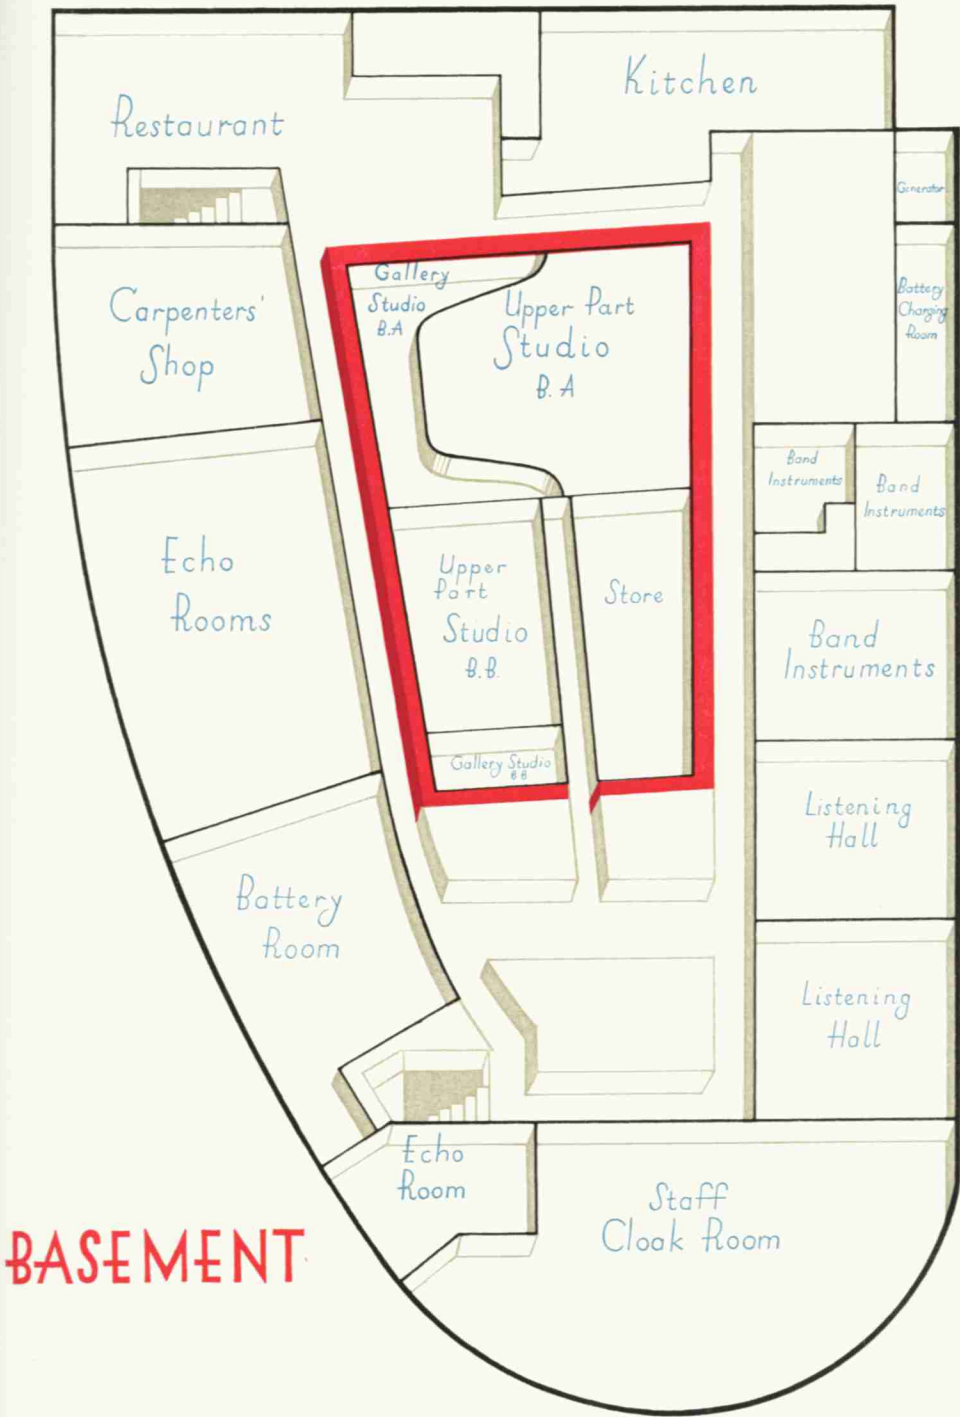 Restaurant
Kitchen
Generator
Carpenters'
Shop
Gallery
Studio
B.A
Upper Part
Studio
B. A
Battery
Charging
Room
Band
Instruments
Band
Instruments
Echo
Rooms
Upper
Part
Studio
B.B.
Store
Band
Instruments
Gallery Studio
B B
Listening
Hall
Battery
Room
Listening
Hall
Echo
Room
Staff
Cloak Room
BASEMENT